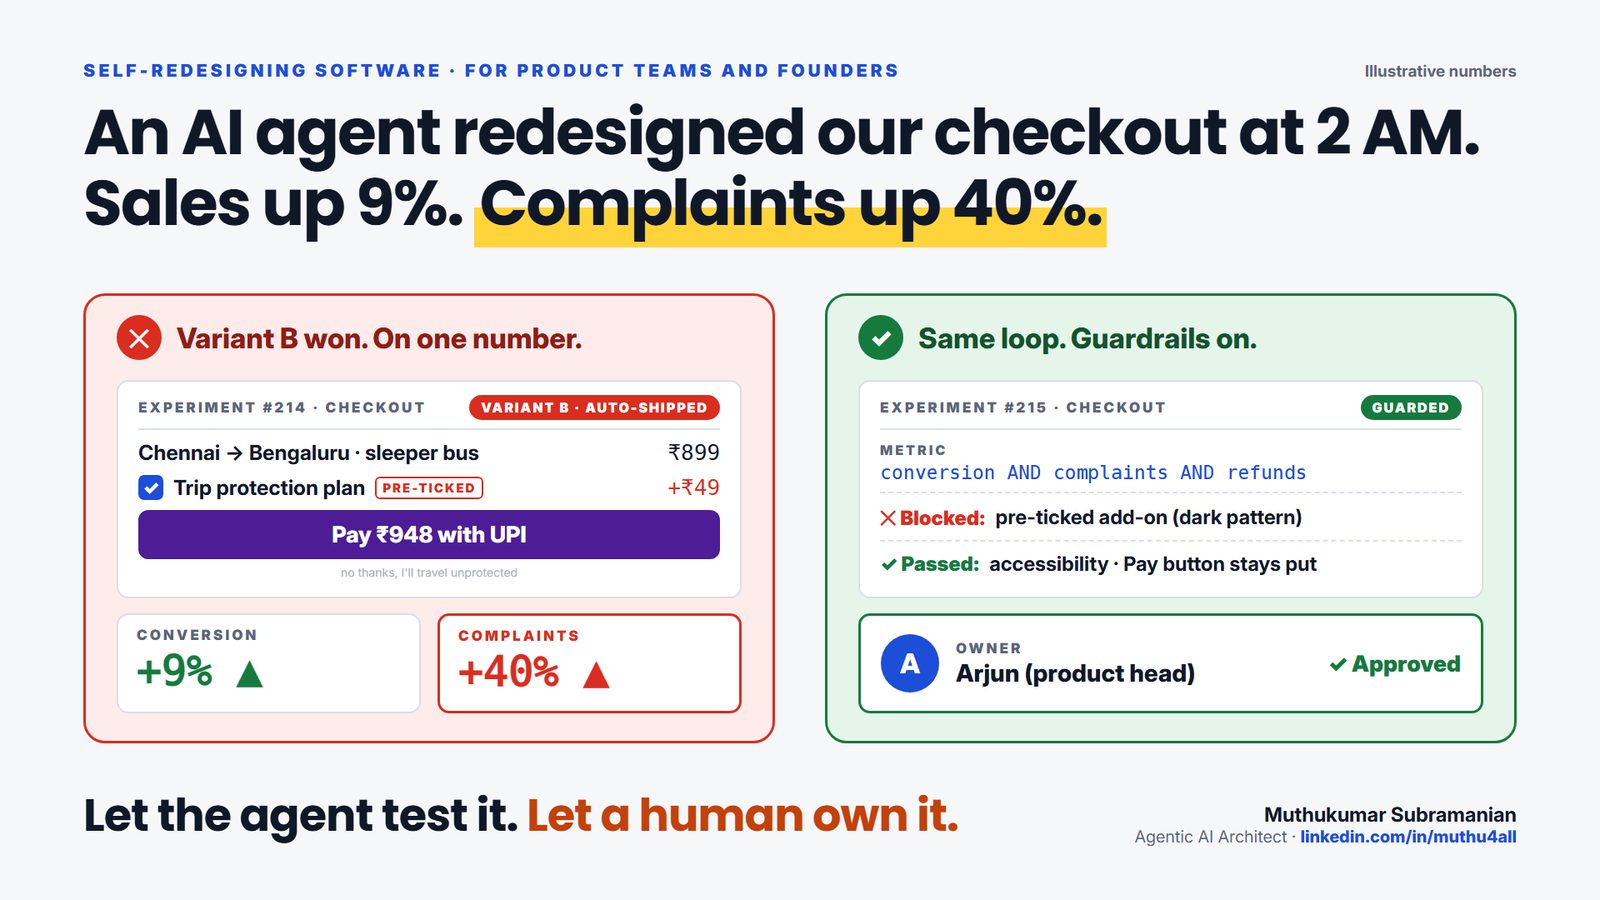 SELF-REDESIGNING SOFTWARE · FOR PRODUCT TEAMS AND FOUNDERS
Illustrative numbers
An AI agent redesigned our checkout at 2 AM.
Sales up 9%. Complaints up 40%.
Variant B won. On one number.
EXPERIMENT #214 · CHECKOUT
VARIANT B · AUTO-SHIPPED
Chennai → Bengaluru · sleeper bus ₹899
Trip protection plan PRE-TICKED +₹49
Pay ₹948 with UPI
no thanks, I'll travel unprotected
CONVERSION
+9% ▲
COMPLAINTS
+40% ▲
Same loop. Guardrails on.
EXPERIMENT #215 · CHECKOUT
GUARDED
METRIC
conversion AND complaints AND refunds
Blocked: pre-ticked add-on (dark pattern)
Passed: accessibility · Pay button stays put
A
OWNER
Arjun (product head)
Approved
Let the agent test it. Let a human own it.
Muthukumar Subramanian
Agentic AI Architect · linkedin.com/in/muthu4all